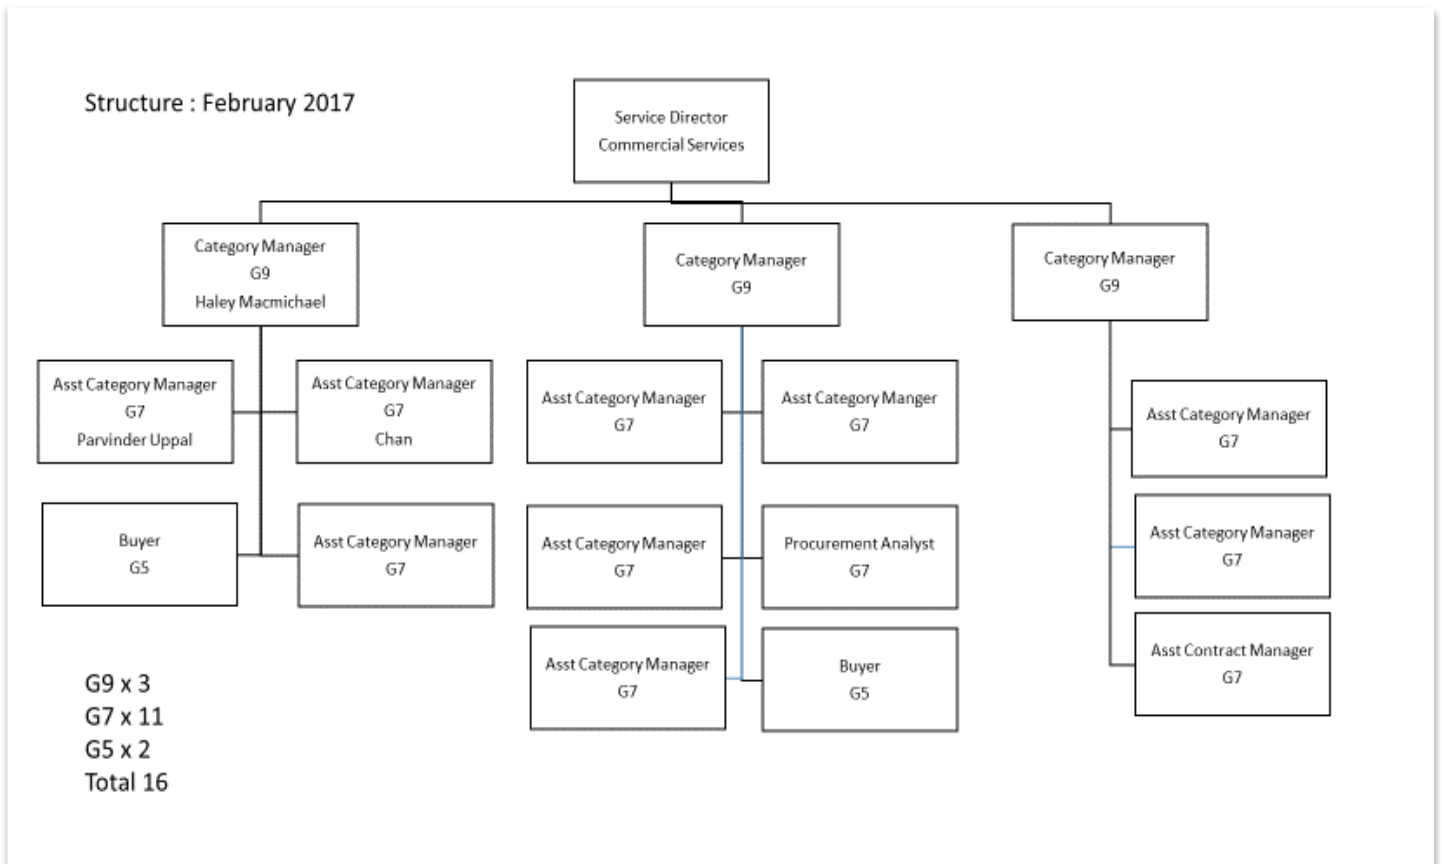 Structure : February 2017
Service Director
Commercial Services
Category Manager
G9
Haley Macmichael
Category Manager
G9
Category Manager
G9
Asst Category Manager
G7
Parvinder Uppal
Asst Category Manager
G7
Chan
Asst Category Manager
G7
Asst Category Manger
G7
Asst Category Manager
G7
Buyer
G5
Asst Category Manager
G7
Asst Category Manager
G7
Procurement Analyst
G7
Asst Category Manager
G7
Asst Category Manager
G7
Buyer
G5
Asst Contract Manager
G7
G9 x 3
G7 x 11
G5 x 2
Total 16